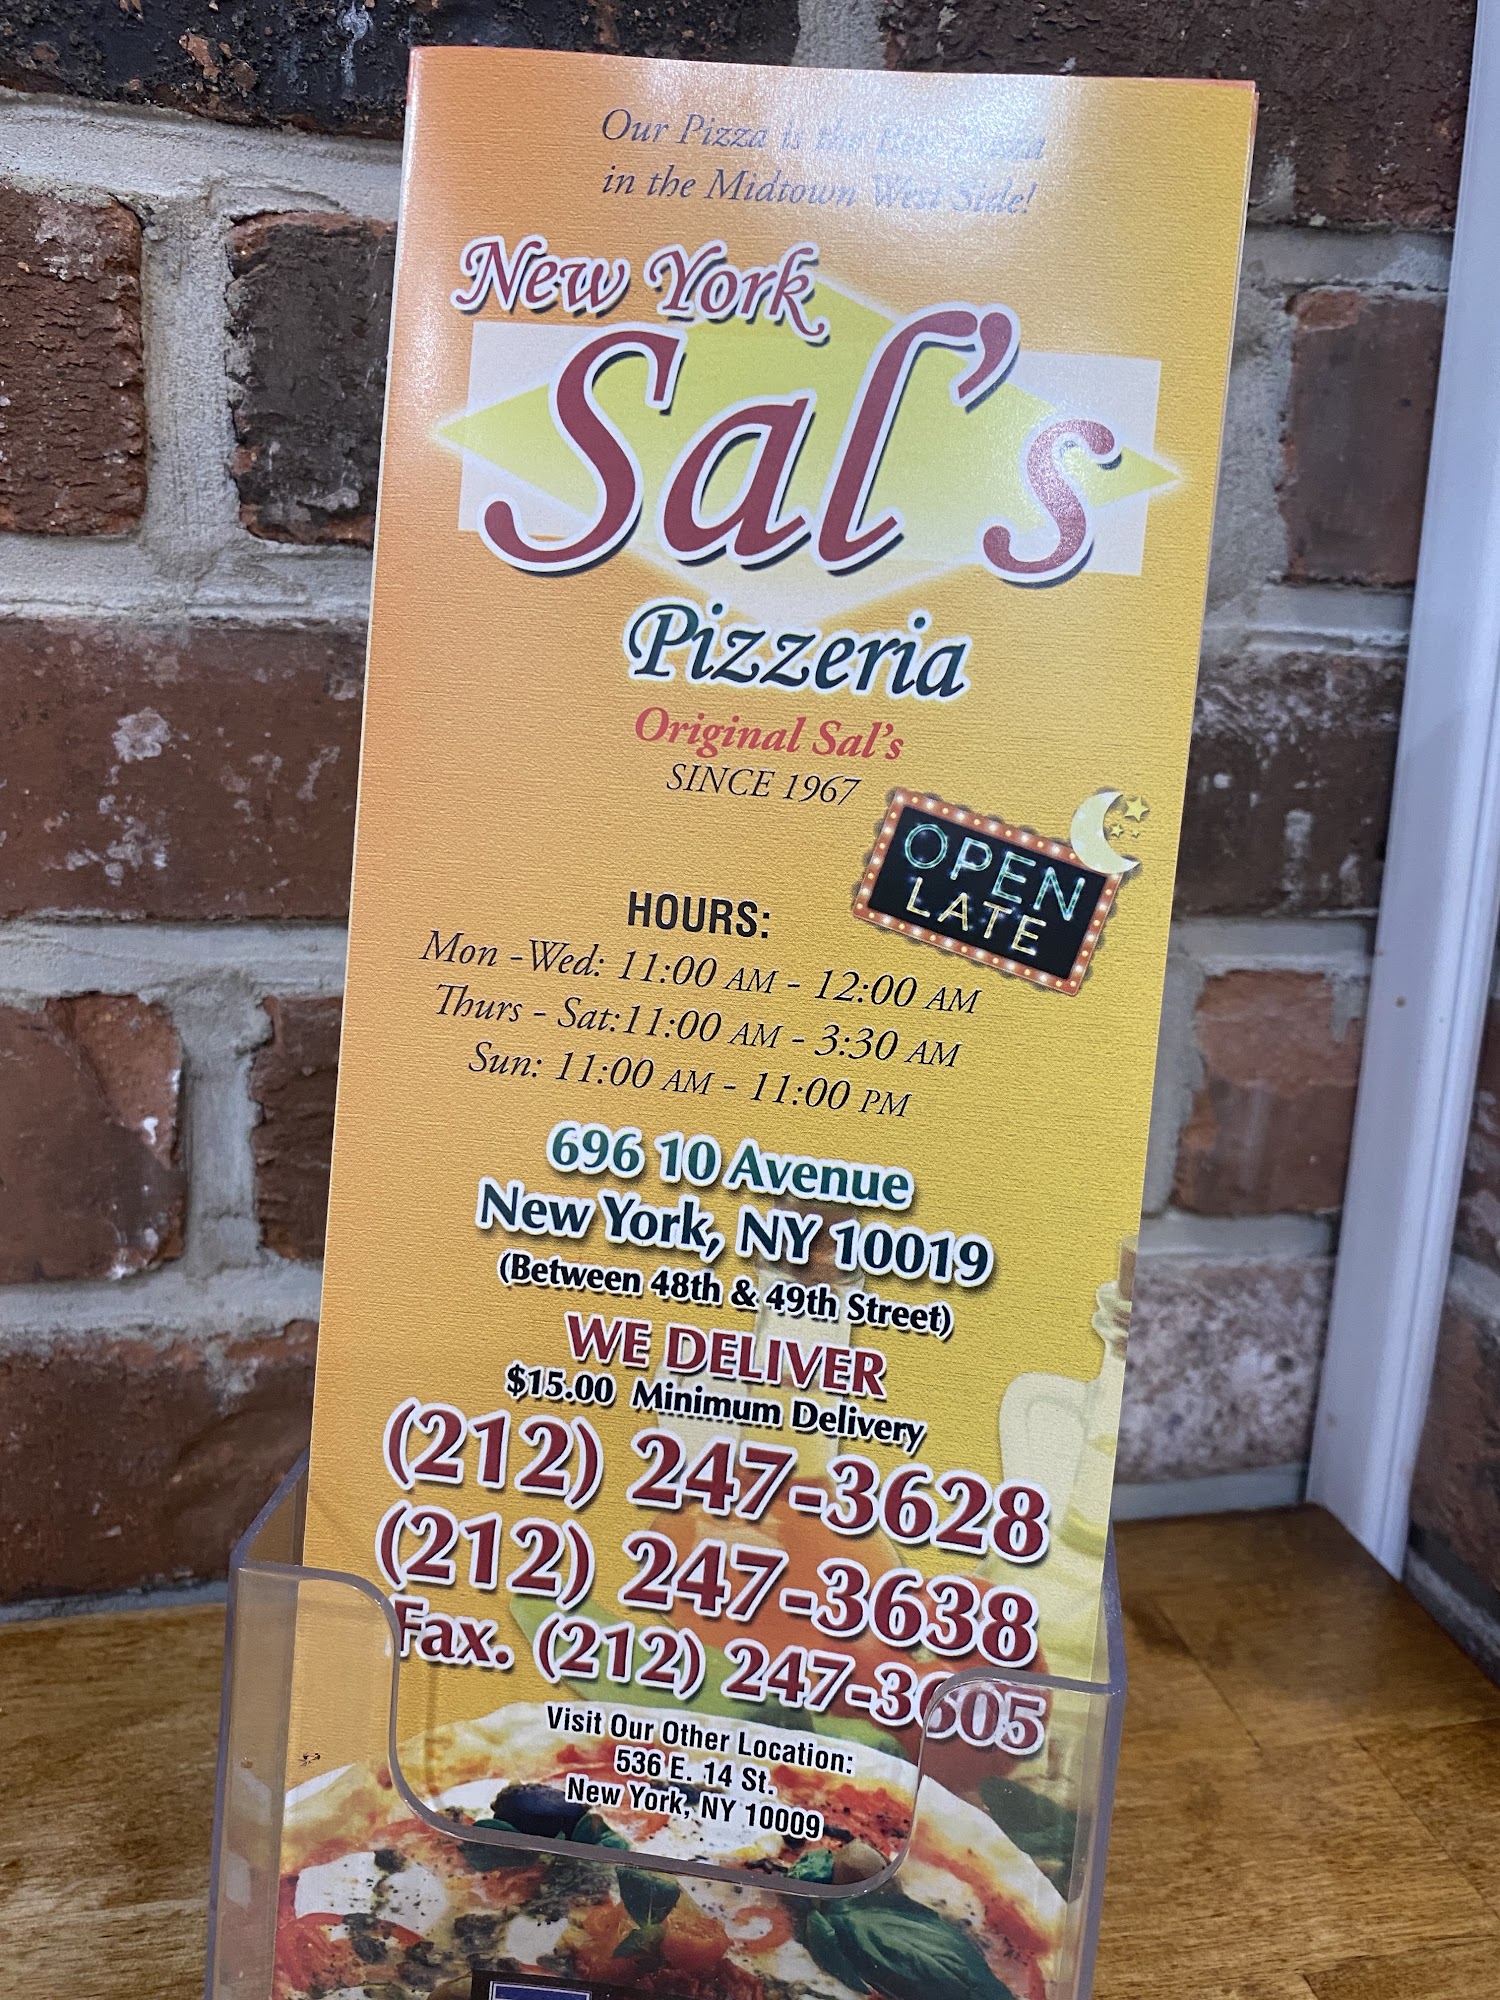 Our Pizza is the Best Pizza
in the Midtown West Side!
New York
Sal's
Pizzeria
Original Sal's
SINCE 1967
OPEN
LATE
HOURS:
Mon -Wed: 11:00 AM - 12:00 AM
Thurs - Sat:11:00 AM - 3:30 AM
Sun: 11:00 AM - 11:00 PM
696 10 Avenue
New York, NY 10019
(Between 48th & 49th Street)
WE DELIVER
$15.00 Minimum Delivery
(212) 247-3628
(212) 247-3638
Fax. (212) 247-3605
Visit Our Other Location:
536 E. 14 St.
New York, NY 10009